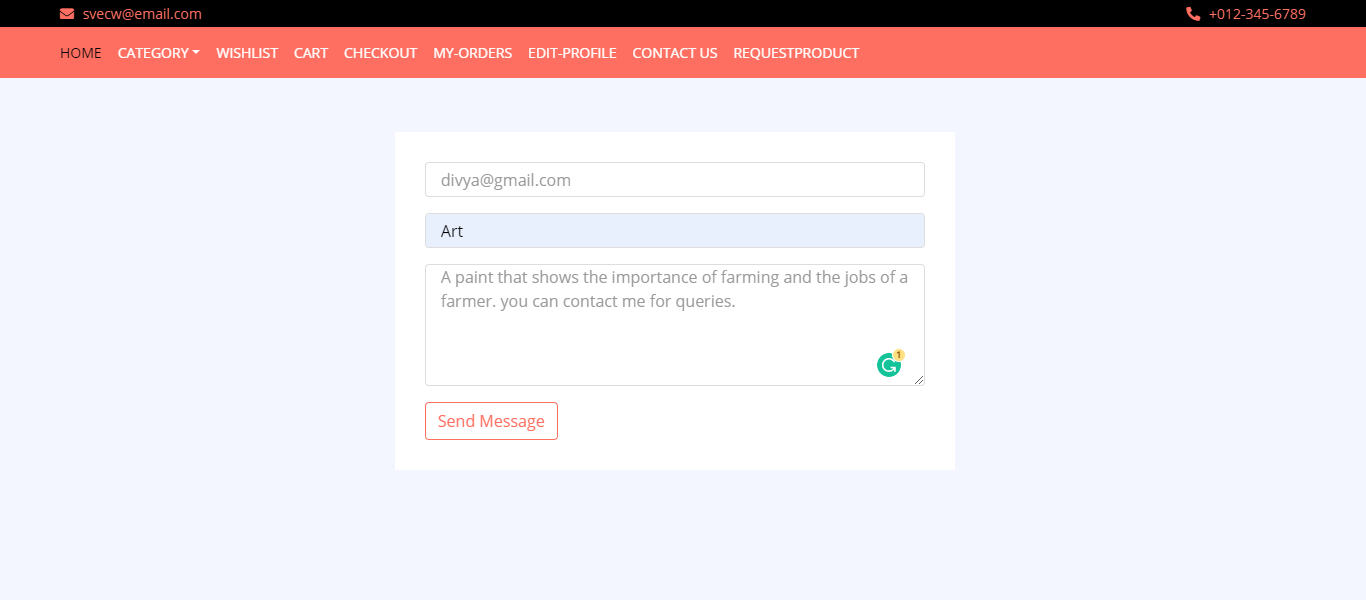 svecw@email.com +012-345-6789
HOME CATEGORY WISHLIST CART CHECKOUT MY-ORDERS EDIT-PROFILE CONTACT US REQUESTPRODUCT
divya@gmail.com
Art
A paint that shows the importance of farming and the jobs of a
farmer. you can contact me for queries.
1
Send Message